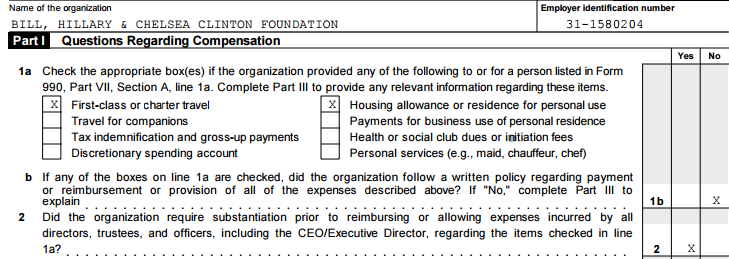 Name of the organization Employer identification number
BILL, HILLARY & CHELSEA CLINTON FOUNDATION 31-1580204
Part I Questions Regarding Compensation
Yes No
1a Check the appropriate box(es) if the organization provided any of the following to or for a person listed in Form
990, Part VII, Section A, line 1a. Complete Part III to provide any relevant information regarding these items.
X First-class or charter travel X Housing allowance or residence for personal use
Travel for companions Payments for business use of personal residence
Tax indemnification and gross-up payments Health or social club dues or initiation fees
Discretionary spending account Personal services (e.g., maid, chauffeur, chef)
b If any of the boxes on line 1a are checked, did the organization follow a written policy regarding payment
or reimbursement or provision of all of the expenses described above? If "No," complete Part III to
explain . . . . . . . . . . . . . . . . . . . . . . . . . . . . . . . . . . . . . . . . 1b X
2 Did the organization require substantiation prior to reimbursing or allowing expenses incurred by all
directors, trustees, and officers, including the CEO/Executive Director, regarding the items checked in line
1a? . . . . . . . . . . . . . . . . . . . . . . . . . . . . . . . . . . . . . . . . . . 2 X